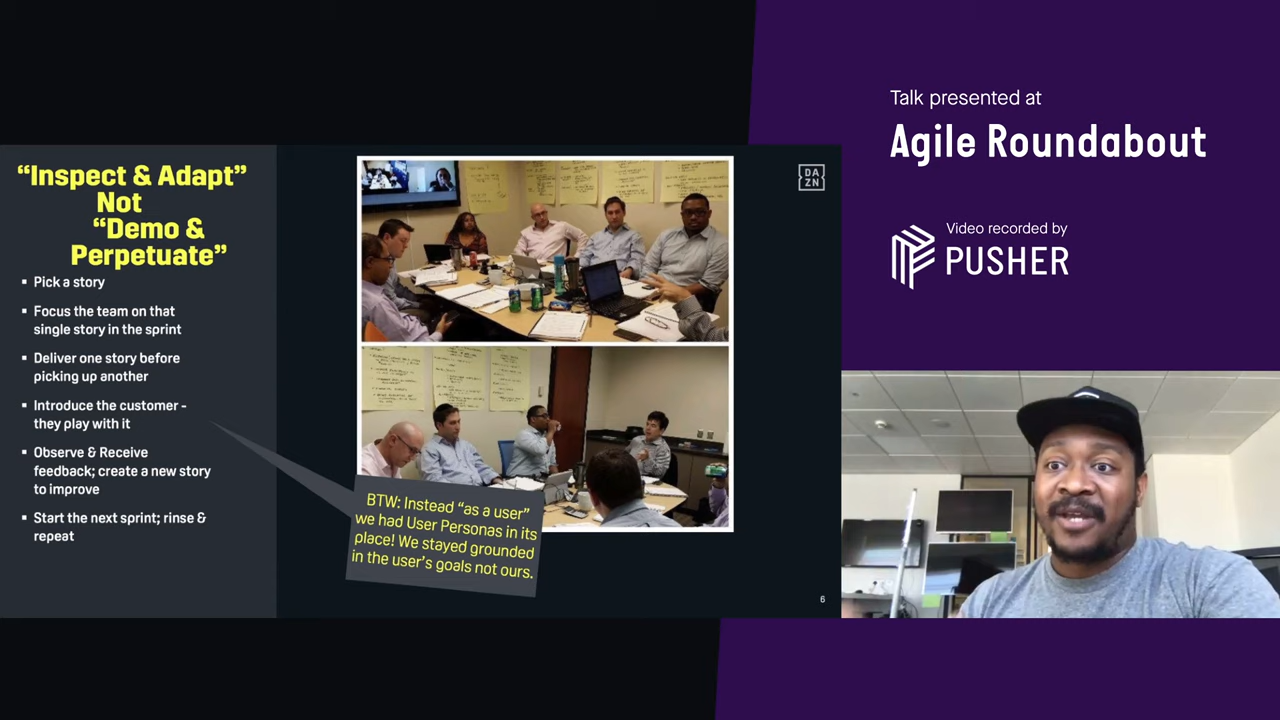 “Inspect & Adapt”
Not
“Demo &
Perpetuate”
▪ Pick a story
▪ Focus the team on that
single story in the sprint
▪ Deliver one story before
picking up another
▪ Introduce the customer -
they play with it
▪ Observe & Receive
feedback; create a new story
to improve
▪ Start the next sprint; rinse &
repeat
BTW: Instead “as a user”
we had User Personas in its
place! We stayed grounded
in the user’s goals not ours.
DA
ZN
6
Talk presented at
Agile Roundabout
Video recorded by
PUSHER